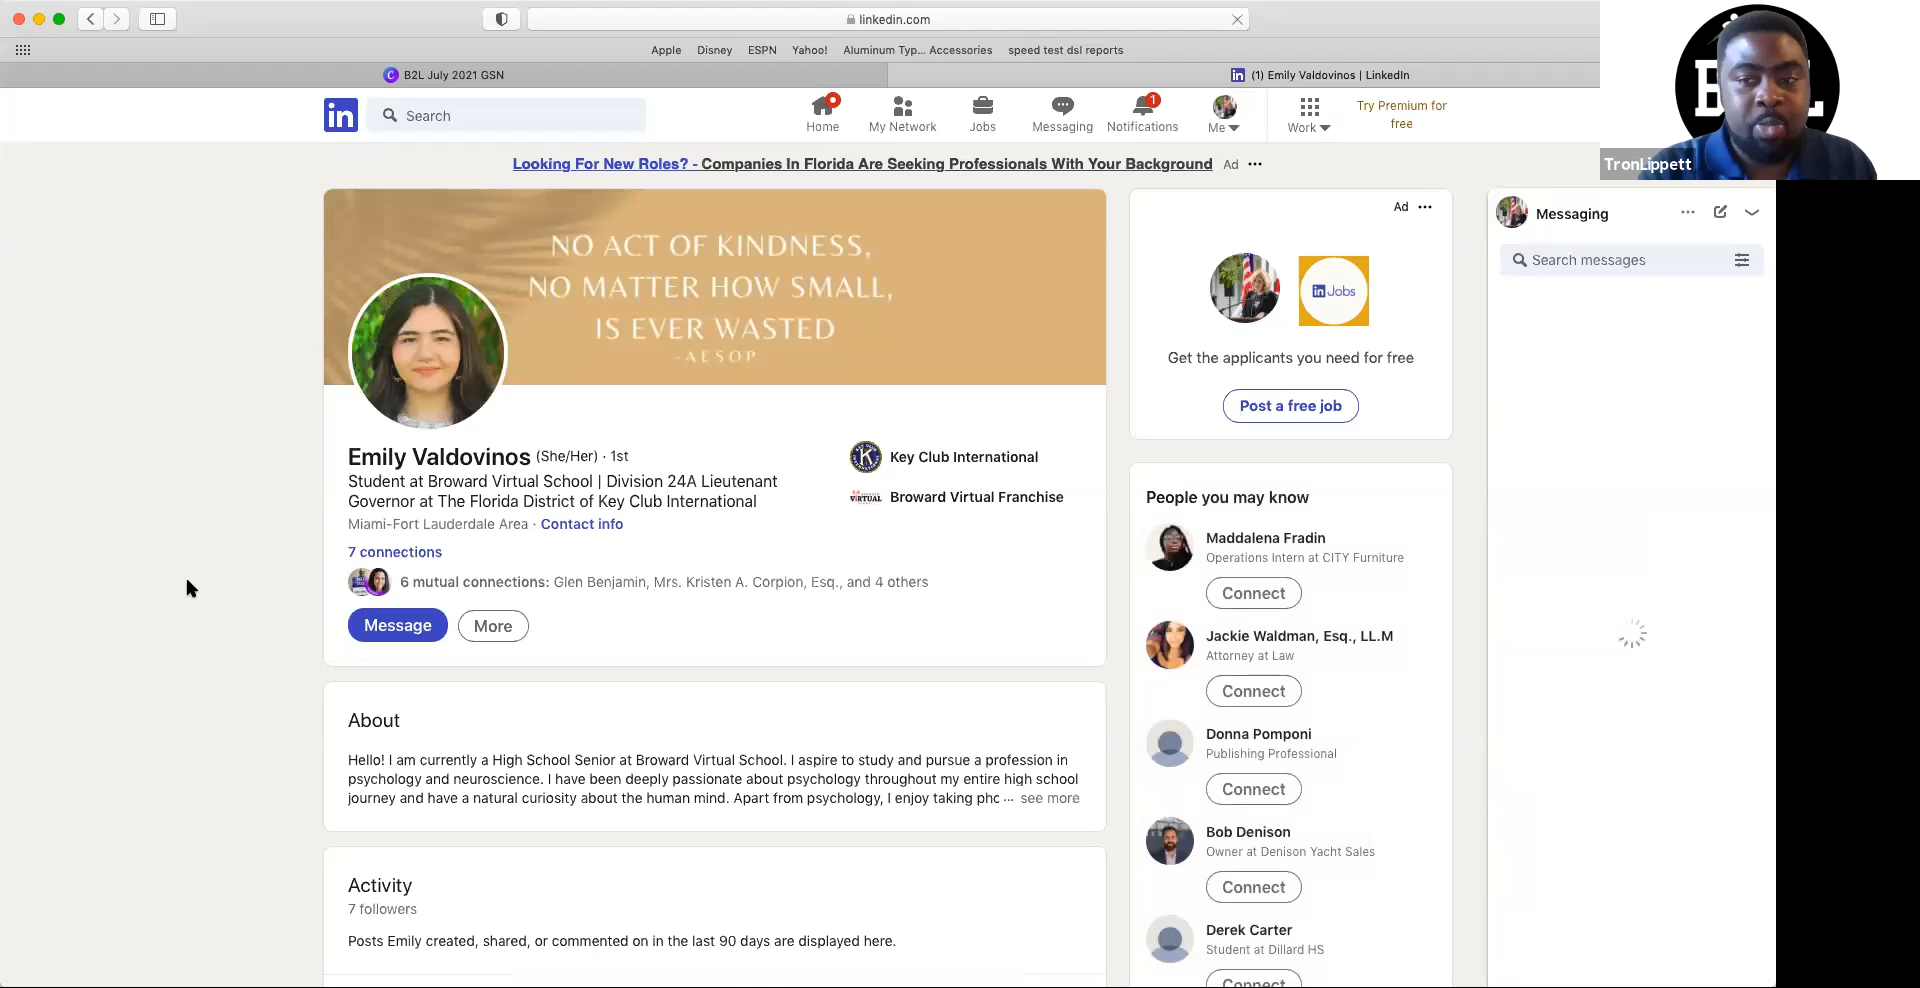 linkedin.com
Apple Disney ESPN Yahoo! Aluminum Typ... Accessories speed test dsl reports
C B2L July 2021 GSN
in (1) Emily Valdovinos | LinkedIn
in Search
Home My Network Jobs Messaging Notifications Me Work
1
Try Premium for
free
TronLippett
Looking For New Roles? - Companies In Florida Are Seeking Professionals With Your Background Ad ...
NO ACT OF KINDNESS,
NO MATTER HOW SMALL,
IS EVER WASTED
-AESOP
Emily Valdovinos (She/Her) · 1st
Student at Broward Virtual School | Division 24A Lieutenant
Governor at The Florida District of Key Club International
Miami-Fort Lauderdale Area · Contact info
7 connections
6 mutual connections: Glen Benjamin, Mrs. Kristen A. Corpion, Esq., and 4 others
Message More
K Key Club International
VIRTUAL Broward Virtual Franchise
About
Hello! I am currently a High School Senior at Broward Virtual School. I aspire to study and pursue a profession in
psychology and neuroscience. I have been deeply passionate about psychology throughout my entire high school
journey and have a natural curiosity about the human mind. Apart from psychology, I enjoy taking phc ... see more
Activity
7 followers
Posts Emily created, shared, or commented on in the last 90 days are displayed here.
Ad ...
in Jobs
Get the applicants you need for free
Post a free job
People you may know
Maddalena Fradin
Operations Intern at CITY Furniture
Connect
Jackie Waldman, Esq., LL.M
Attorney at Law
Connect
Donna Pomponi
Publishing Professional
Connect
Bob Denison
Owner at Denison Yacht Sales
Connect
Derek Carter
Student at Dillard HS
Connect
Messaging ...
Search messages